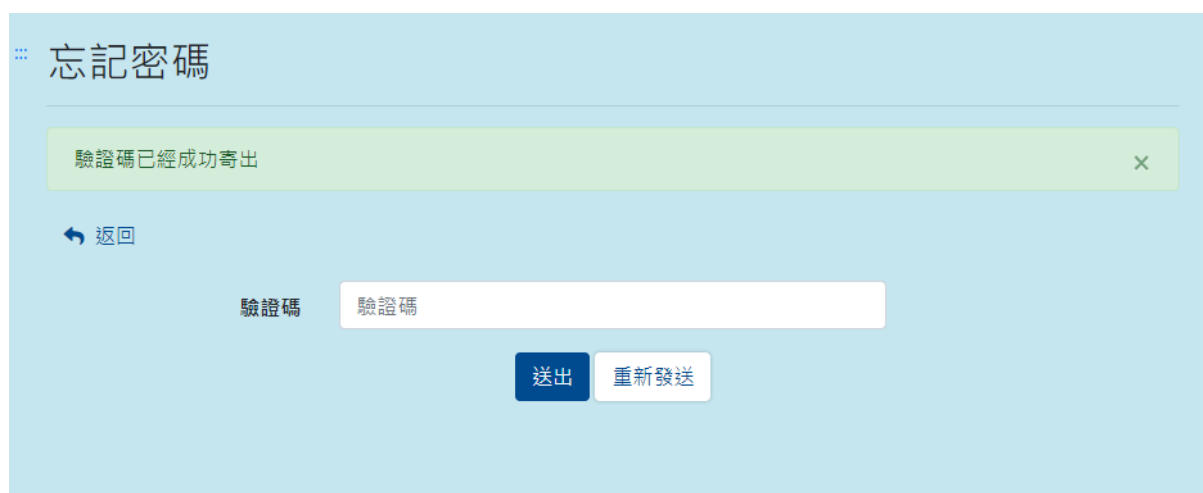 :::
忘記密碼
驗證碼已經成功寄出 ×
返回
驗證碼 驗證碼
送出 重新發送